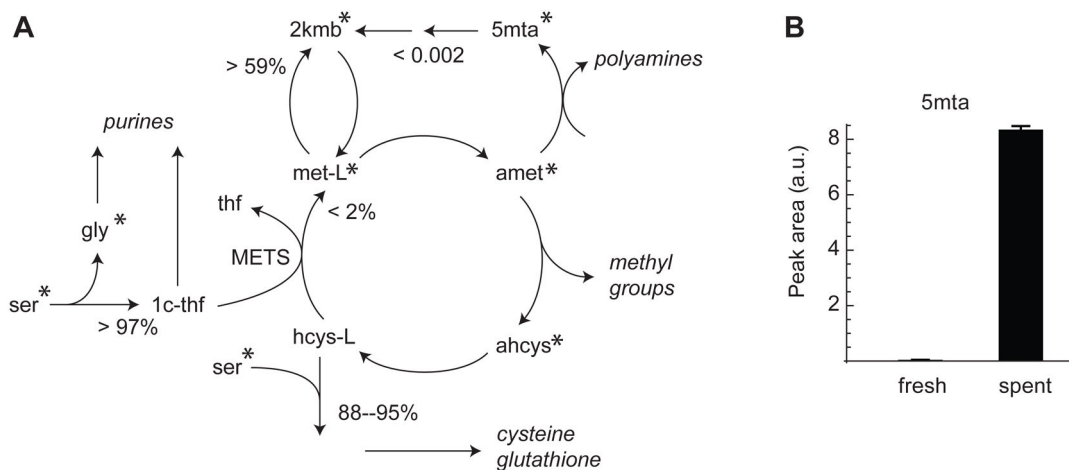 A
2kmb*
5mta*
< 0.002
> 59%
polyamines
purines
met-L*
amet*
thf
< 2%
gly*
METS
methyl
groups
ser*
1c-thf
> 97%
hcys-L
ahcys*
ser*
88--95%
cysteine
glutathione
B
5mta
Peak area (a.u.)
8
6
4
2
fresh
spent